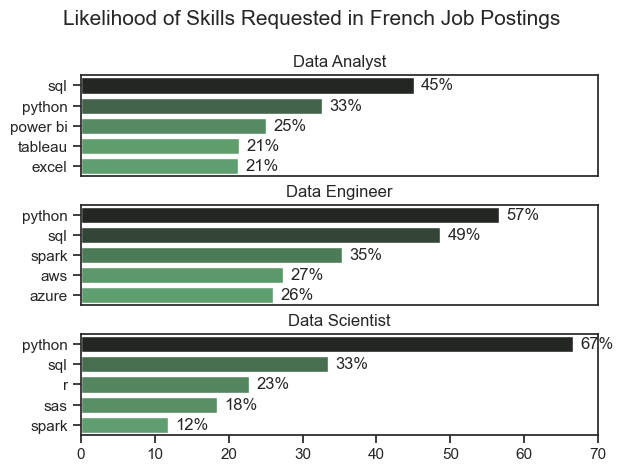 Likelihood of Skills Requested in French Job Postings
Data Analyst
sql 45%
python 33%
power bi 25%
tableau 21%
excel 21%
Data Engineer
python 57%
sql 49%
spark 35%
aws 27%
azure 26%
Data Scientist
python 67%
sql 33%
r 23%
sas 18%
spark 12%
0 10 20 30 40 50 60 70